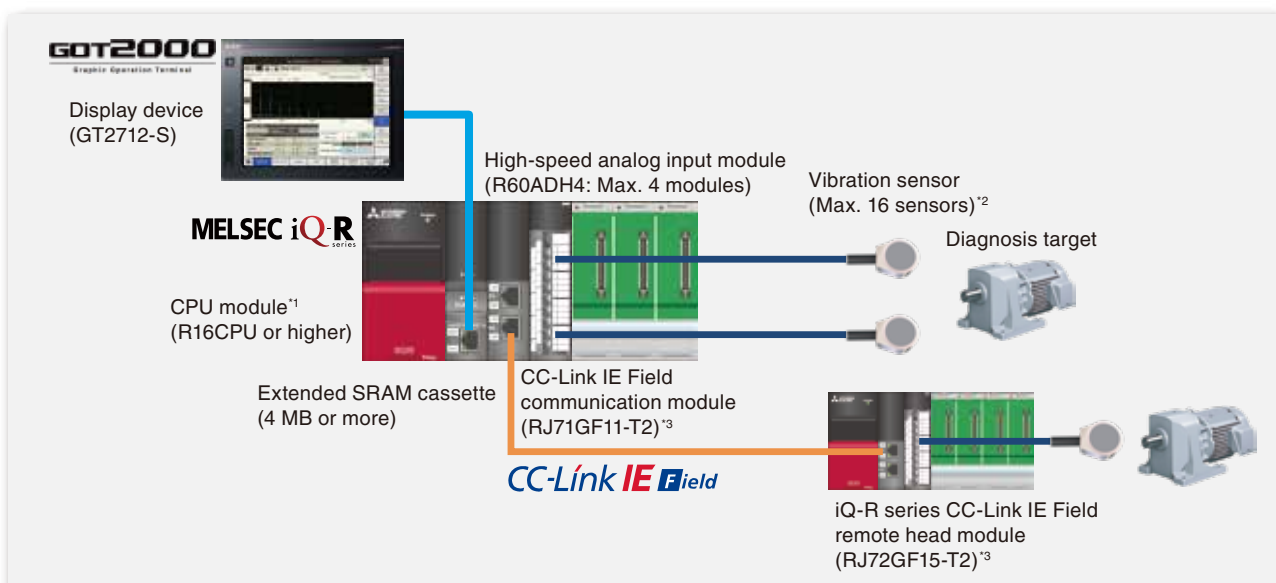 GOT2000
Graphic Operation Terminal
Display device
(GT2712-S)
High-speed analog input module
(R60ADH4: Max. 4 modules)
Vibration sensor
(Max. 16 sensors)*2
Diagnosis target
MELSEC iQ-R
series
CPU module*1
(R16CPU or higher)
Extended SRAM cassette
(4 MB or more)
CC-Link IE Field
communication module
(RJ71GF11-T2)*3
CC-Link IE Field
iQ-R series CC-Link IE Field
remote head module
(RJ72GF15-T2)*3